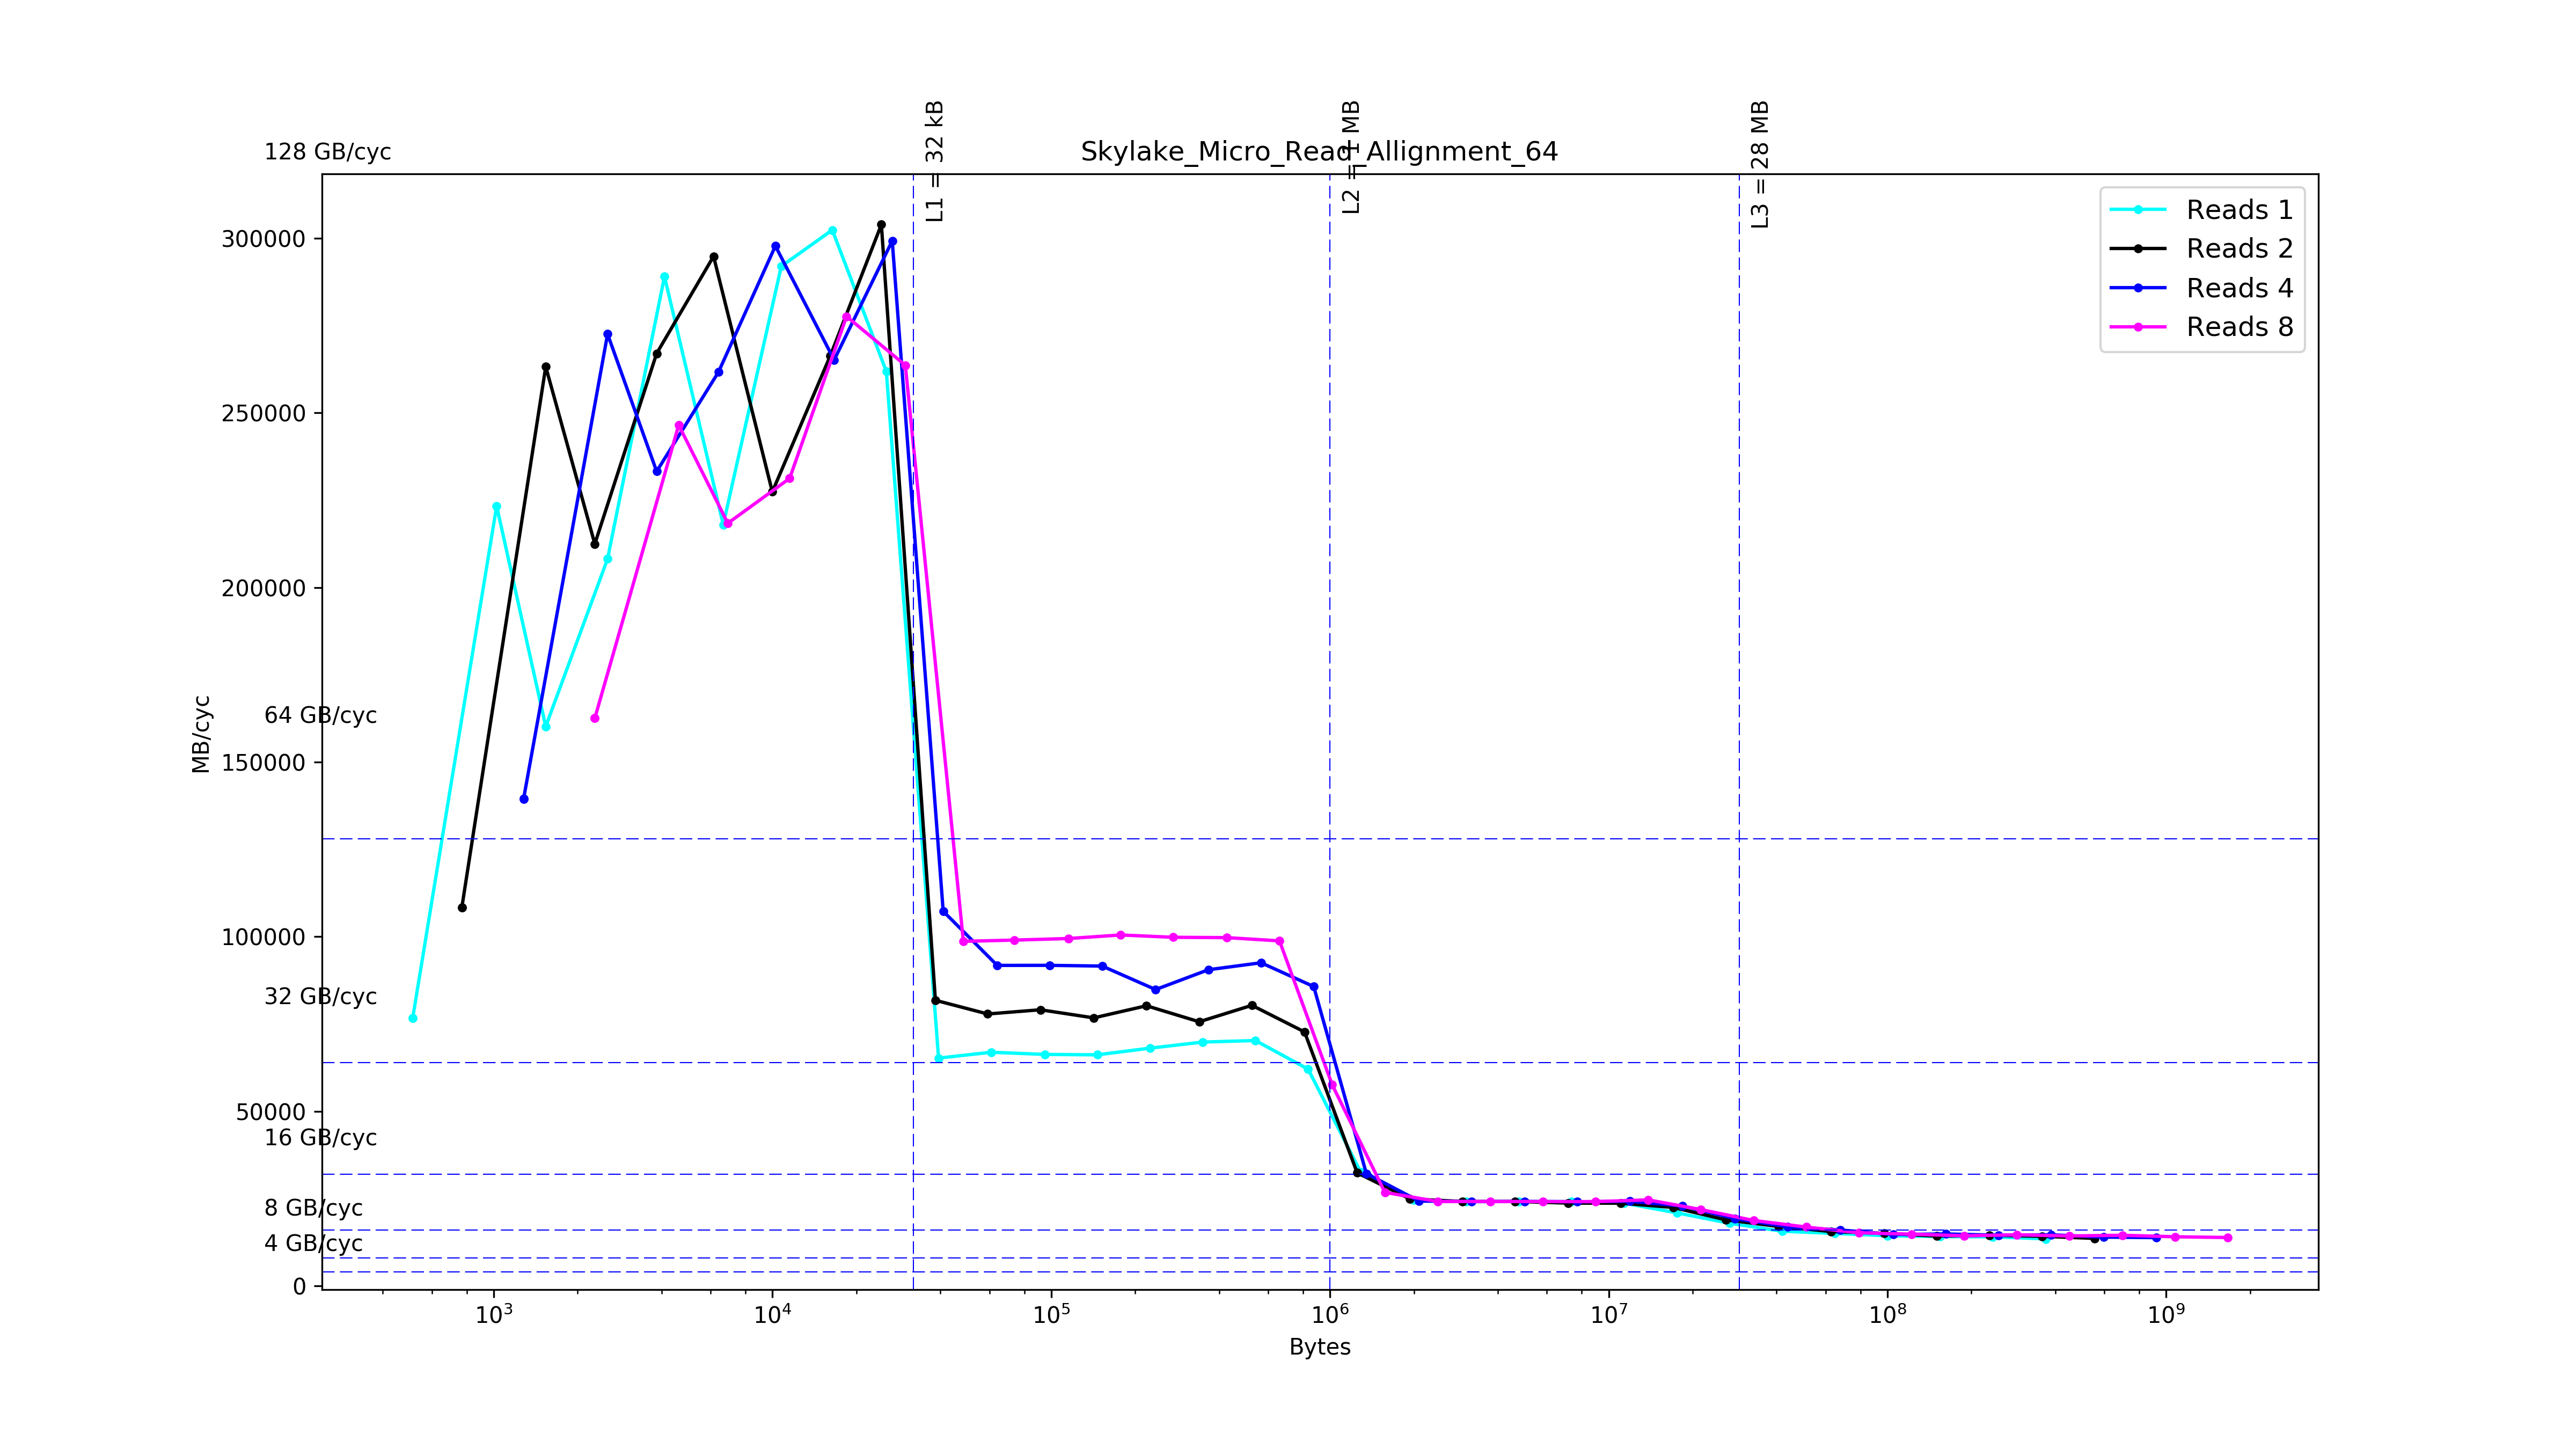 L1 = 32 kB
L2 = 1 MB
L3 = 28 MB
128 GB/cyc
Skylake_Micro_Read_Allignment_64
300000
250000
200000
64 GB/cyc
150000
100000
32 GB/cyc
50000
16 GB/cyc
8 GB/cyc
4 GB/cyc
0
MB/cyc
Reads 1
Reads 2
Reads 4
Reads 8
10³ 10⁴ 10⁵ 10⁶ 10⁷ 10⁸ 10⁹
Bytes